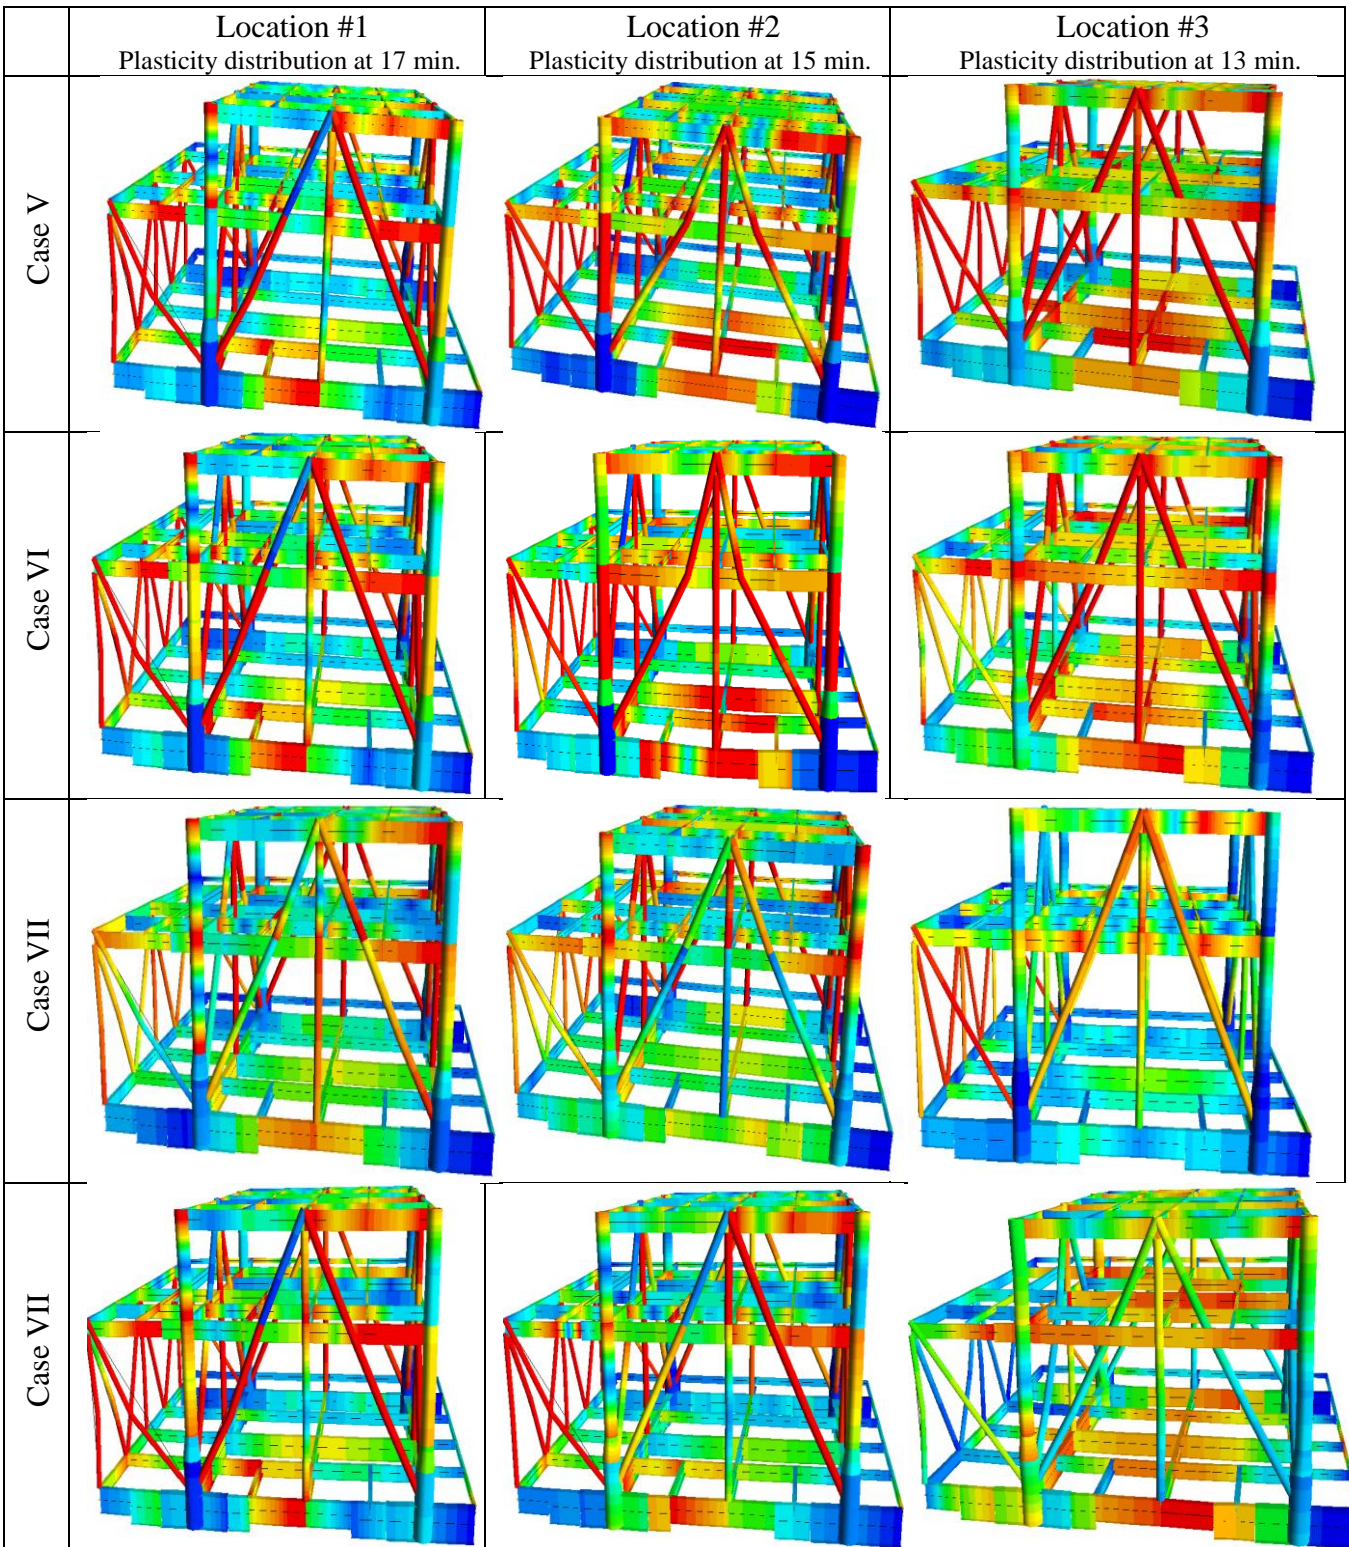 Location #1
Plasticity distribution at 17 min.
Location #2
Plasticity distribution at 15 min.
Location #3
Plasticity distribution at 13 min.
Case V
Case VI
Case VII
Case VII